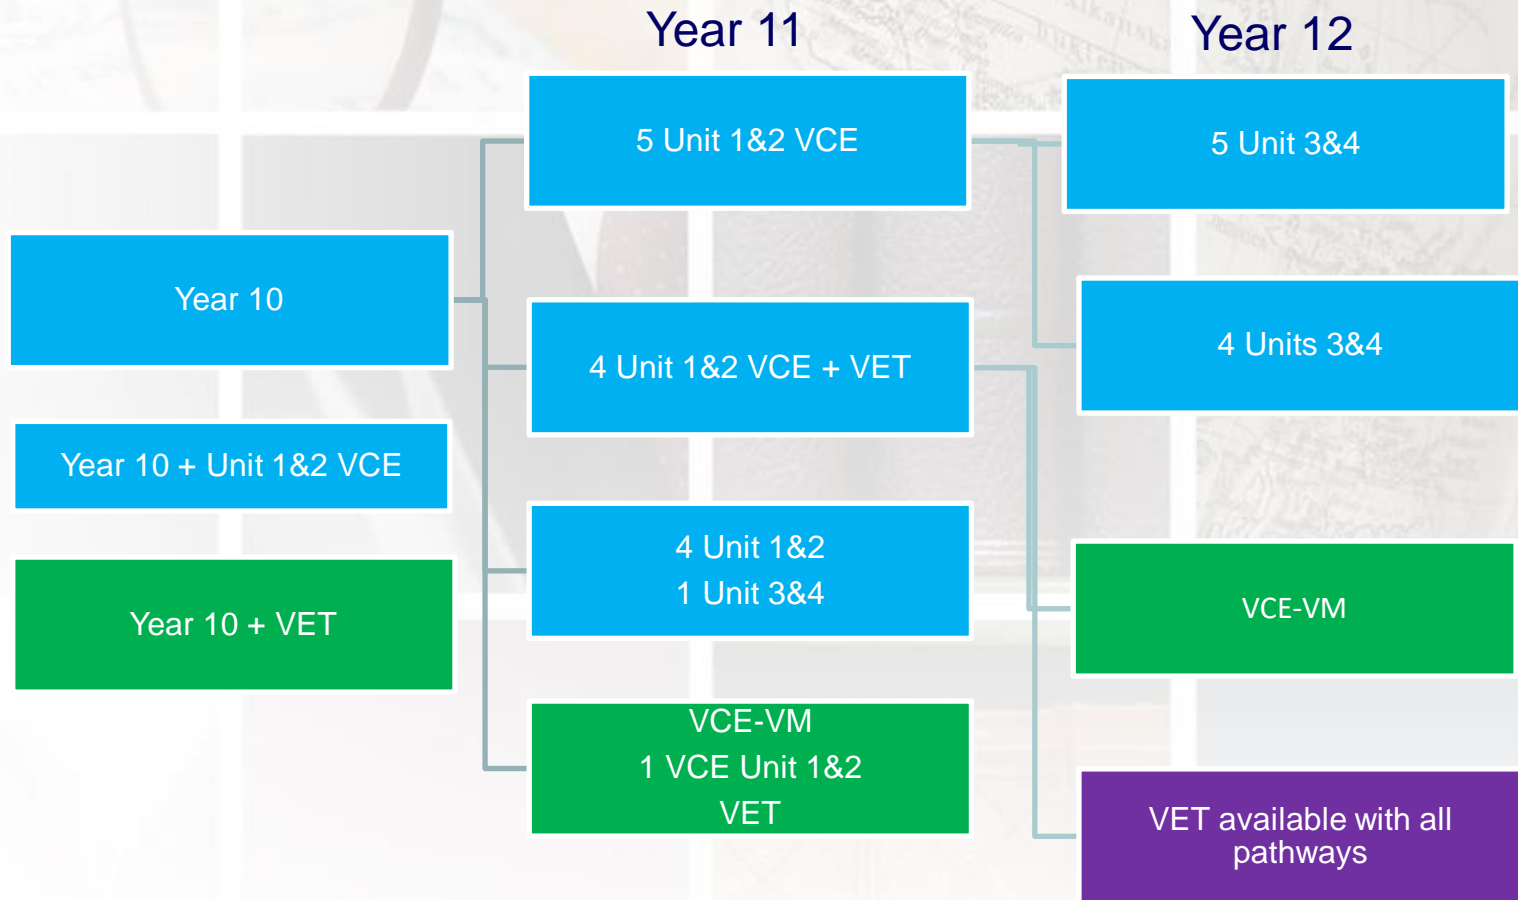 Year 11
Year 12
Year 10
Year 10 + Unit 1&2 VCE
Year 10 + VET
5 Unit 1&2 VCE
4 Unit 1&2 VCE + VET
4 Unit 1&2
1 Unit 3&4
VCE-VM
1 VCE Unit 1&2
VET
5 Unit 3&4
4 Units 3&4
VCE-VM
VET available with all
pathways